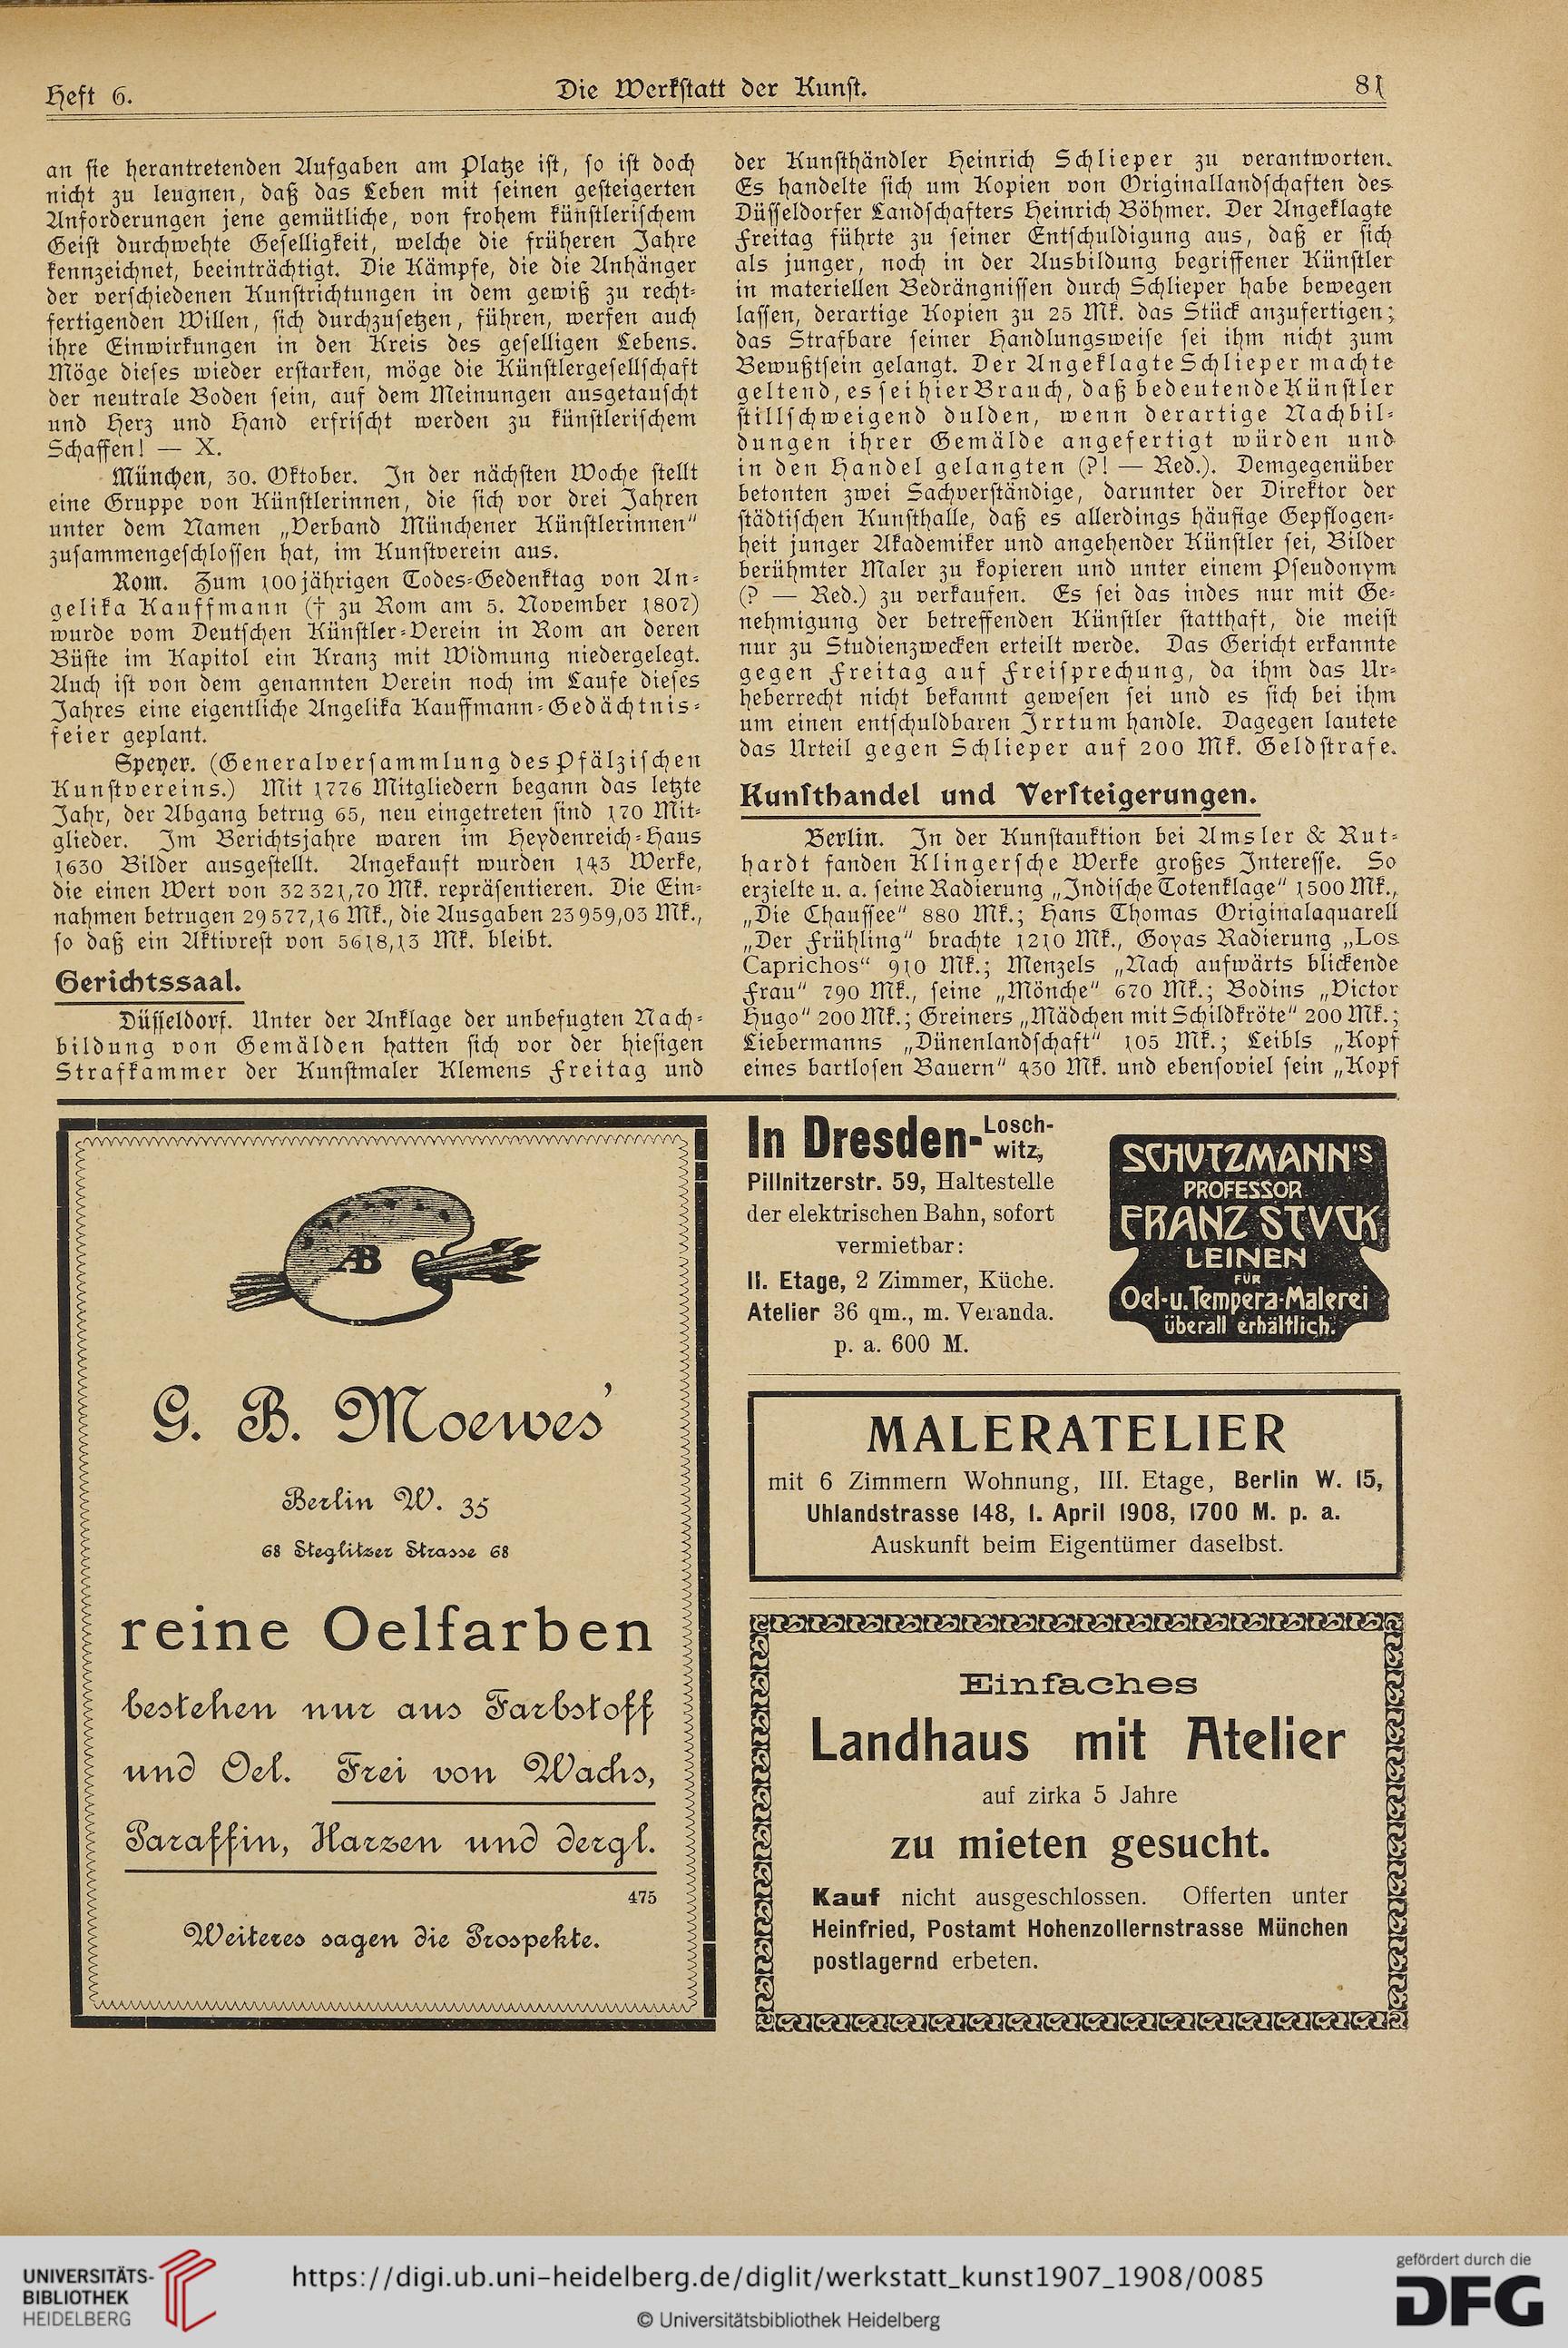 Heft 6.
Die Werkstatt der Kunst.
81
an sie herantretenden Aufgaben am Platze ist, so ist doch
nicht zu leugnen, daß das Leben mit seinen gesteigerten
Anforderungen jene gemütliche, von frohem künstlerischem
Geist durchwehte Geselligkeit, welche die früheren Jahre
kennzeichnet, beeinträchtigt. Die Kämpfe, die die Anhänger
der verschiedenen Kunstrichtungen in dem gewiß zu recht-
fertigenden Willen, sich durchzusetzen, führen, werfen auch
ihre Einwirkungen in den Kreis des geselligen Lebens.
Möge dieses wieder erstarken, möge die Künstlergesellschaft
der neutrale Boden sein, auf dem Meinungen ausgetauscht
und Herz und Hand erfrischt werden zu künstlerischem
Schaffen! — X.
München, 30. Oktober. In der nächsten Woche stellt
eine Gruppe von Künstlerinnen, die sich vor drei Jahren
unter dem Namen „Verband Münchener Künstlerinnen“
zusammengeschlossen hat, im Kunstverein aus.
Rom. Zum 100jährigen Todes-Gedenktag von An-
gelika Kauffmann († zu Rom am 5. November 1807)
wurde vom Deutschen Künstler-Verein in Rom an deren
Büste im Kapitol ein Kranz mit Widmung niedergelegt.
Auch ist von dem genannten Verein noch im Laufe dieses
Jahres eine eigentliche Angelika Kauffmann-Gedächtnis-
feier geplant.
Speyer. (Generalversammlung des Pfälzischen
Kunstvereins.) Mit 1776 Mitgliedern begann das letzte
Jahr, der Abgang betrug 65, neu eingetreten sind 170 Mit-
glieder. Im Berichtsjahre waren im Heydenreich-Haus
1630 Bilder ausgestellt. Angekauft wurden 143 Werke,
die einen Wert von 32321,70 Mk. repräsentieren. Die Ein-
nahmen betrugen 29577,16 Mk., die Ausgaben 23959,03 Mk.,
so daß ein Aktivrest von 5618,13 Mk. bleibt.
Gerichtssaal.
Düsseldorf. Unter der Anklage der unbefugten Nach-
bildung von Gemälden hatten sich vor der hiesigen
Strafkammer der Kunstmaler Klemens Freitag und
der Kunsthändler Heinrich Schlieper zu verantworten.
Es handelte sich um Kopien von Originallandschaften des
Düsseldorfer Landschafters Heinrich Böhmer. Der Angeklagte
Freitag führte zu seiner Entschuldigung aus, daß er sich
als junger, noch in der Ausbildung begriffener Künstler
in materiellen Bedrängnissen durch Schlieper habe bewegen
lassen, derartige Kopien zu 25 Mk. das Stück anzufertigen;
das Strafbare seiner Handlungsweise sei ihm nicht zum
Bewußtsein gelangt. Der Angeklagte Schlieper machte
geltend, es sei hier Brauch, daß bedeutende Künstler
stillschweigend dulden, wenn derartige Nachbil-
dungen ihrer Gemälde angefertigt würden und
in den Handel gelangten (?! — Red.). Demgegenüber
betonten zwei Sachverständige, darunter der Direktor der
städtischen Kunsthalle, daß es allerdings häufige Gepflogen-
heit junger Akademiker und angehender Künstler sei, Bilder
berühmter Maler zu kopieren und unter einem Pseudonym
(? — Red.) zu verkaufen. Es sei das indes nur mit Ge-
nehmigung der betreffenden Künstler statthaft, die meist
nur zu Studienzwecken erteilt werde. Das Gericht erkannte
gegen Freitag auf Freisprechung, da ihm das Ur-
heberrecht nicht bekannt gewesen sei und es sich bei ihm
um einen entschuldbaren Irrtum handle. Dagegen lautete
das Urteil gegen Schlieper auf 200 Mk. Geldstrafe.
Kunsthandel und Versteigerungen.
Berlin. In der Kunstauktion bei Amsler & Rut-
hardt fanden Klingersche Werke großes Interesse. So
erzielte u. a. seine Radierung „Indische Totenklage“ 1500 Mk.,
„Die Chaussee“ 880 Mk.; Hans Thomas Originalaquarell
„Der Frühling“ brachte 1210 Mk., Goyas Radierung „Los
Caprichos“ 910 Mk.; Menzels „Nach aufwärts blickende
Frau“ 790 Mk., seine „Mönche“ 670 Mk.; Bodins „Victor
Hugo“ 200 Mk.; Greiners „Mädchen mit Schildkröte“ 200 Mk.;
Liebermanns „Dünenlandschaft“ 105 Mk.; Leibls „Kopf
eines bartlosen Bauern“ 430 Mk. und ebensoviel sein „Kopf
AB
G. B. Moewes'
Berlin W. 35
68 Steglitzer Strasse 68
reine Oelfarben
bestehen nur aus Farbstoff
und Oel. Frei von Wachs,
Paraffin, Harzen und dergl.
475
Weiteres sagen die Prospekte.
In Dresden-Losch-
witz,
Pillnitzerstr. 59, Haltestelle
der elektrischen Bahn, sofort
vermietbar:
II. Etage, 2 Zimmer, Küche.
Atelier 36 qm., m. Veranda.
p. a. 600 M.
SCHVTZMANN'S
PROFESSOR
FRANZ STVCK
LEINEN
FÜR
Oel-u.Tempera-Malerei
überall erhältlich.
MALERATELIER
mit 6 Zimmern Wohnung, III. Etage, Berlin W. 15,
Uhlandstrasse 148, 1. April 1908, 1700 M. p. a.
Auskunft beim Eigentümer daselbst.
Einfaches
Landhaus mit Atelier
auf zirka 5 Jahre
zu mieten gesucht.
Kauf nicht ausgeschlossen. Offerten unter
Heinfried, Postamt Hohenzollernstrasse München
postlagernd erbeten.
UNIVERSITÄTS-
BIBLIOTHEK
HEIDELBERG
https://digi.ub.uni-heidelberg.de/diglit/werkstatt_kunst1907_1908/0085
© Universitätsbibliothek Heidelberg
gefördert durch die
DFG